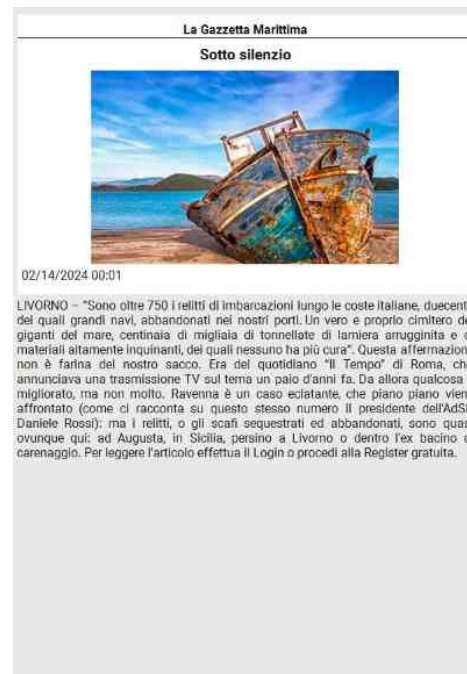 La Gazzetta Marittima
Sotto silenzio
02/14/2024 00:01
LIVORNO – "Sono oltre 750 i relitti di imbarcazioni lungo le coste italiane, duecent
dei quali grandi navi, abbandonati nei nostri porti. Un vero e proprio cimitero de
giganti del mare, centinaia di migliaia di tonnellate di lamiera arrugginita e d
materiali altamente inquinanti, dei quali nessuno ha più cura". Questa affermazion
non è farina del nostro sacco. Era del quotidiano "Il Tempo" di Roma, che
annunciava una trasmissione TV sul tema un paio d'anni fa. Da allora qualcosa
migliorato, ma non molto. Ravenna è un caso eclatante, che piano piano vien
affrontato (come ci racconta su questo stesso numero il presidente dell'AdS
Daniele Rossi): ma i relitti, o gli scafi sequestrati ed abbandonati, sono quas
ovunque qui: ad Augusta, in Sicilia, persino a Livorno o dentro l'ex bacino d
carenaggio. Per leggere l'articolo effettua il Login o procedi alla Register gratuita.